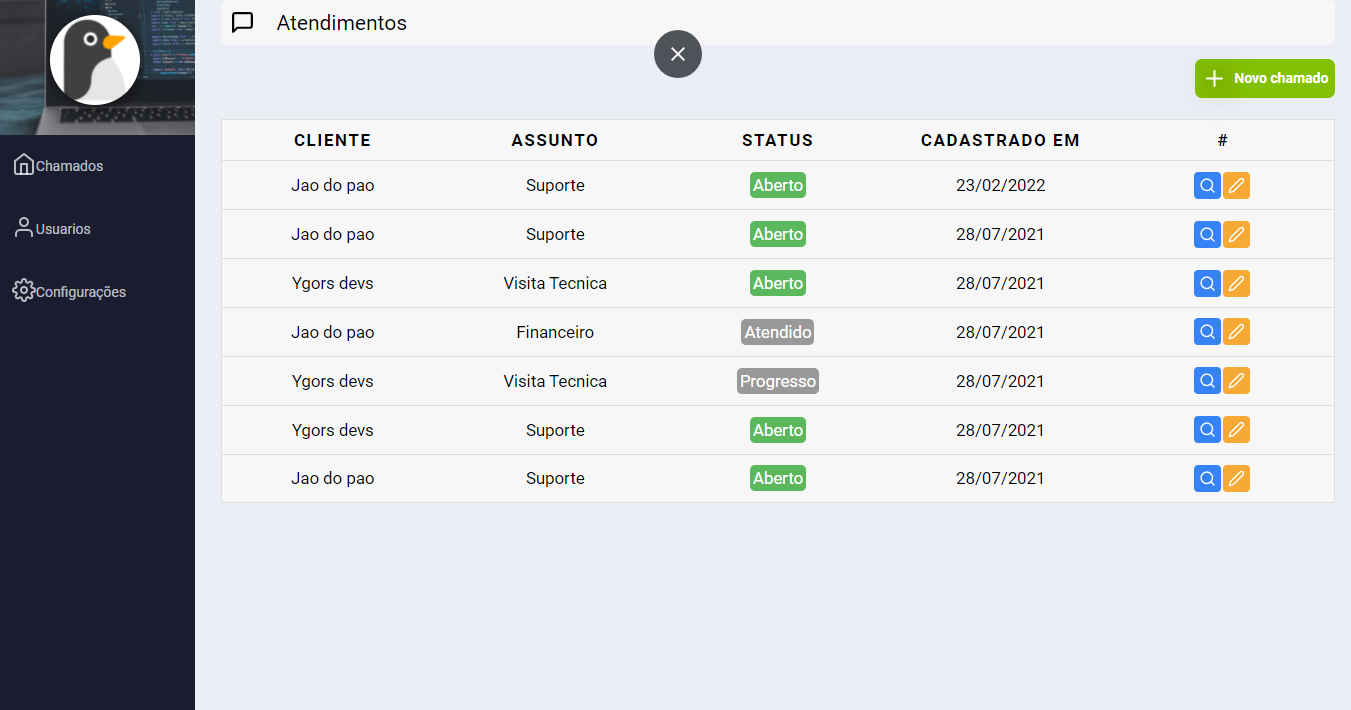 Atendimentos
Novo chamado
Chamados
Usuarios
Configurações
CLIENTE ASSUNTO STATUS CADASTRADO EM #
Jao do pao Suporte Aberto 23/02/2022
Jao do pao Suporte Aberto 28/07/2021
Ygors devs Visita Tecnica Aberto 28/07/2021
Jao do pao Financeiro Atendido 28/07/2021
Ygors devs Visita Tecnica Progresso 28/07/2021
Ygors devs Suporte Aberto 28/07/2021
Jao do pao Suporte Aberto 28/07/2021